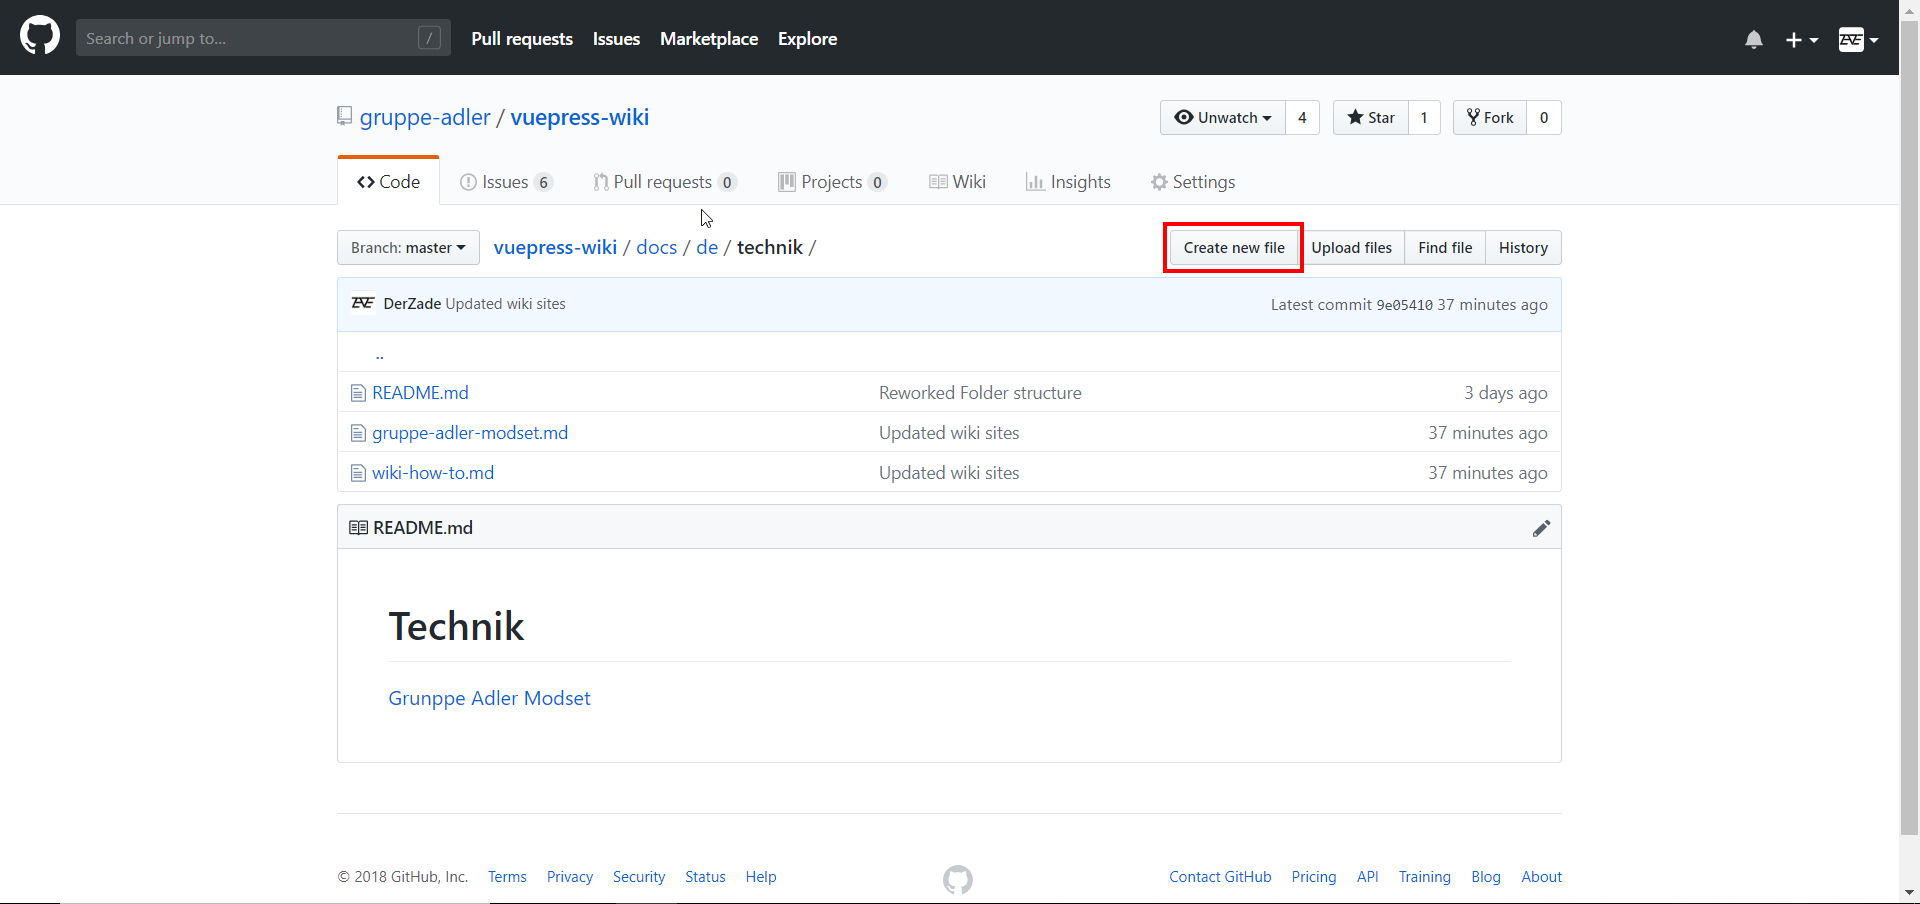 Search or jump to... / Pull requests Issues Marketplace Explore
gruppe-adler / vuepress-wiki Unwatch 4 Star 1 Fork 0
Code Issues 6 Pull requests 0 Projects 0 Wiki Insights Settings
Branch: master vuepress-wiki / docs / de / technik / Create new file Upload files Find file History
DerZade Updated wiki sites Latest commit 9e05410 37 minutes ago
..
README.md Reworked Folder structure 3 days ago
gruppe-adler-modset.md Updated wiki sites 37 minutes ago
wiki-how-to.md Updated wiki sites 37 minutes ago
README.md
Technik
Grunppe Adler Modset
© 2018 GitHub, Inc. Terms Privacy Security Status Help Contact GitHub Pricing API Training Blog About